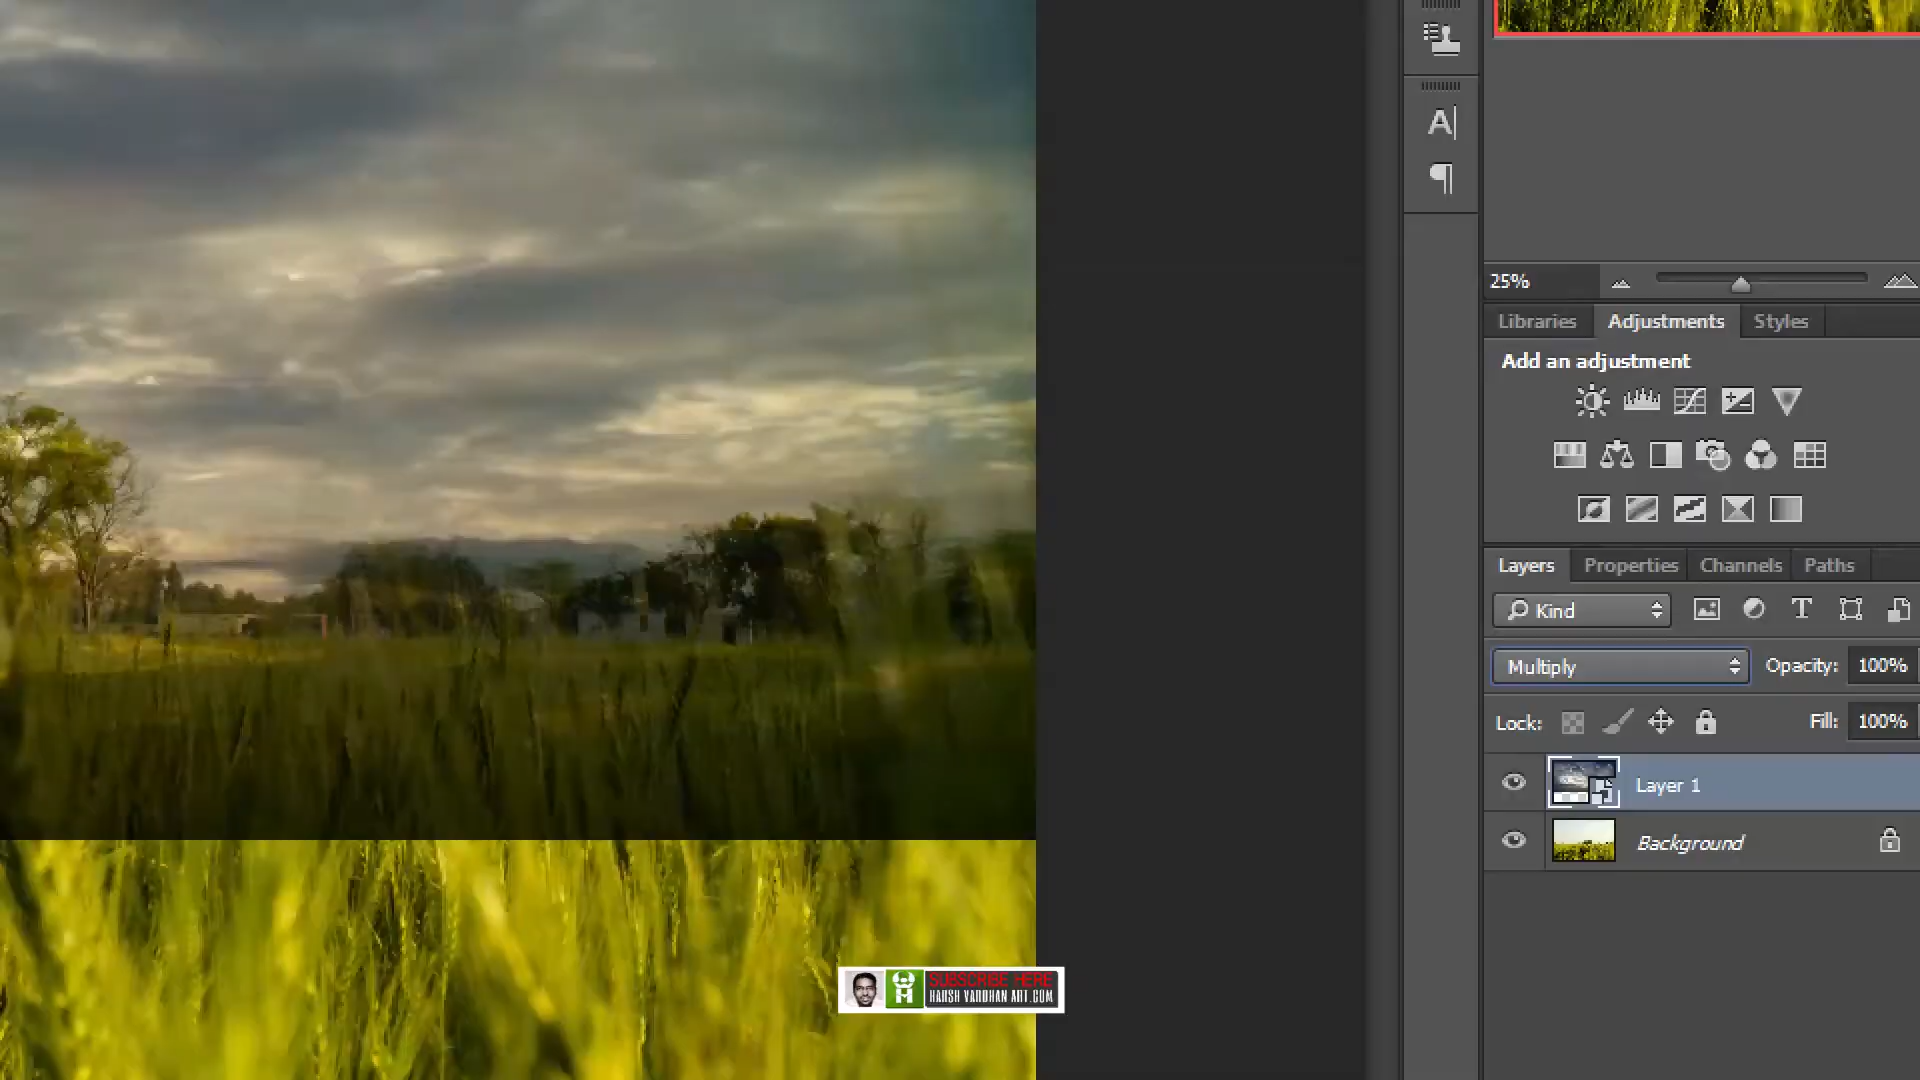 A
¶
25%
Libraries Adjustments Styles
Add an adjustment
Layers Properties Channels Paths
Kind T
Multiply Opacity: 100%
Lock: Fill: 100%
Layer 1
Background
SUBSCRIBE HERE
HARSH VARDHAN ART.COM